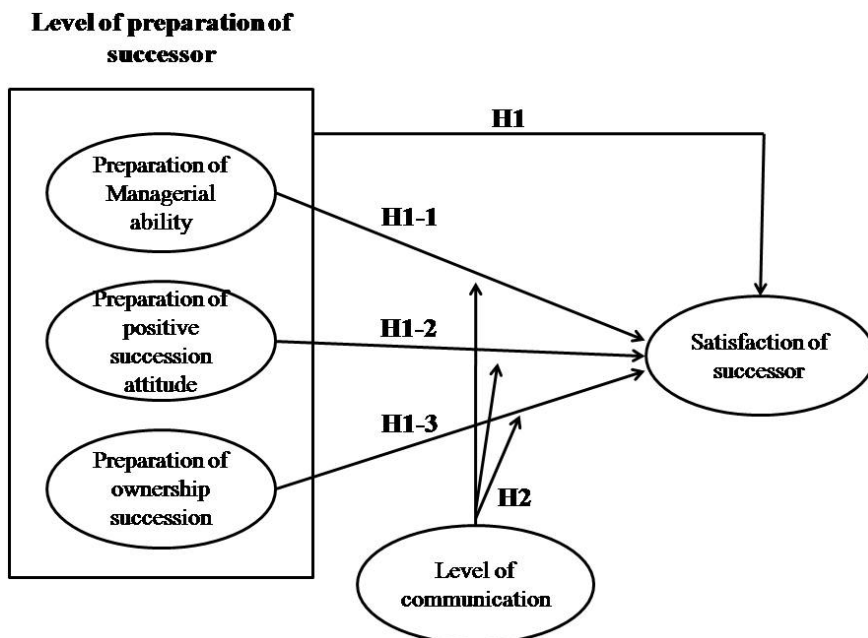 Level of preparation of
successor
H1
Preparation of
Managerial
ability
H1-1
Preparation of
positive
succession
attitude
H1-2
Satisfaction of
successor
H1-3
Preparation of
ownership
succession
H2
Level of
communication